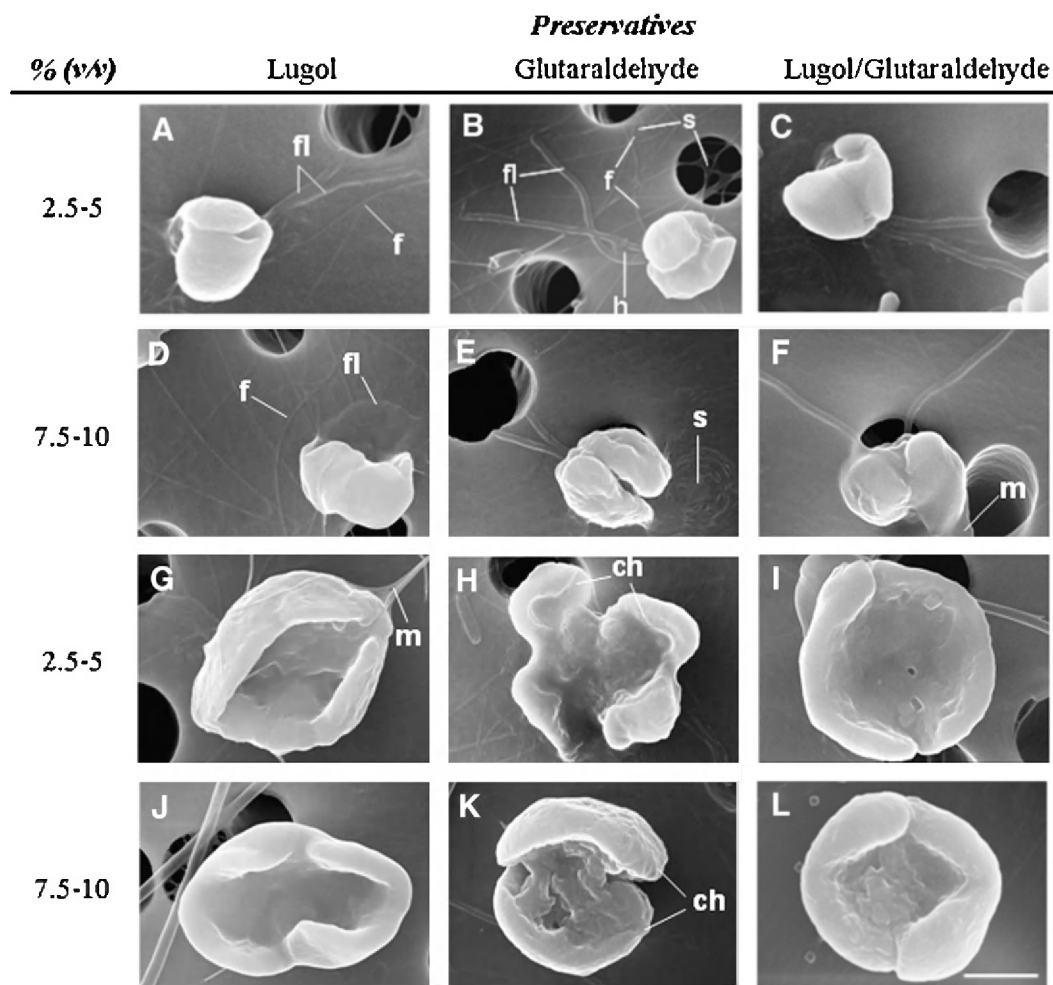 Preservatives
% (v/v) Lugol Glutaraldehyde Lugol/Glutaraldehyde
2.5-5
A fl f
B s fl f h
C
7.5-10
D f fl
E s
F m
2.5-5
G m
H ch
I
7.5-10
J
K ch
L